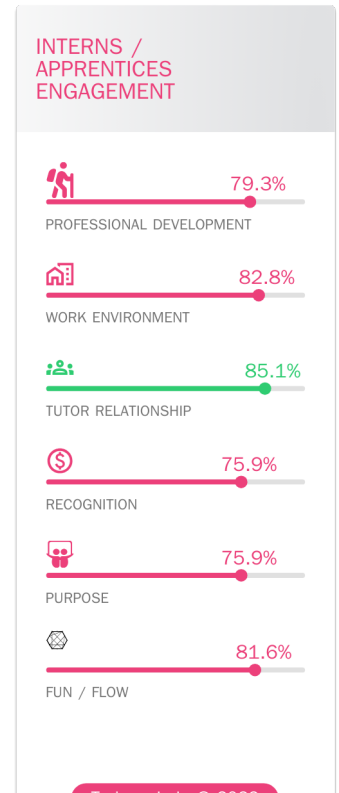 INTERNS /
APPRENTICES
ENGAGEMENT
79.3%
PROFESSIONAL DEVELOPMENT
82.8%
WORK ENVIRONMENT
85.1%
TUTOR RELATIONSHIP
75.9%
RECOGNITION
75.9%
PURPOSE
81.6%
FUN / FLOW